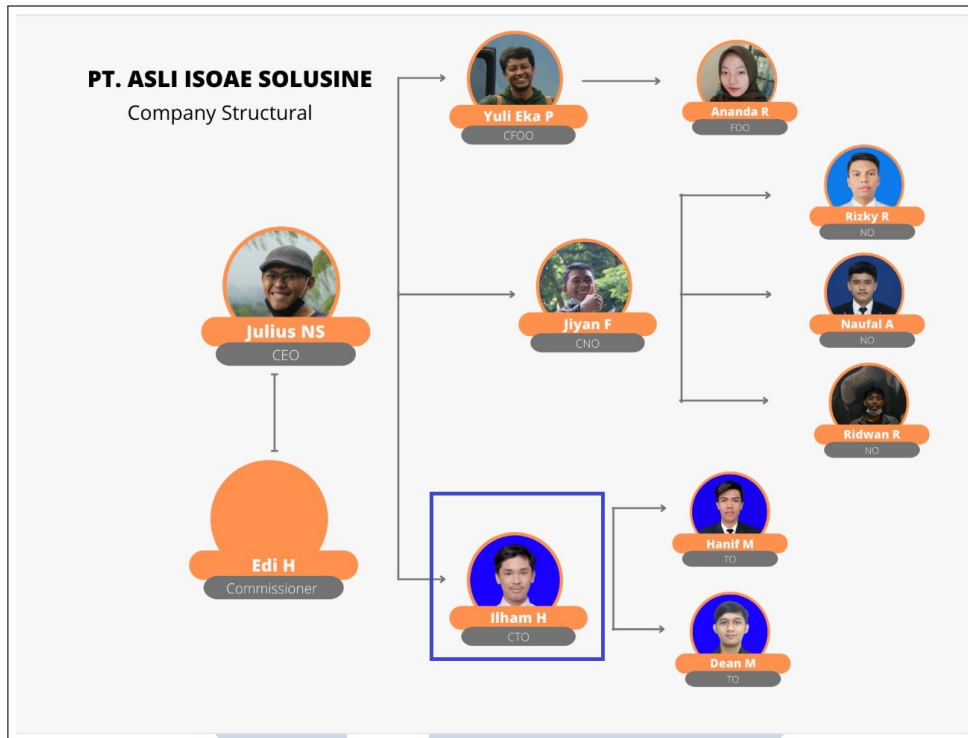 PT. ASLI ISOAE SOLUSINE
Company Structural
Yuli Eka P
CFOO
Ananda R
FOO
Julius NS
CEO
Jiyan F
CNO
Rizky R
NO
Naufal A
NO
Ridwan R
NO
Edi H
Commissioner
Ilham H
CTO
Hanif M
TO
Dean M
TO